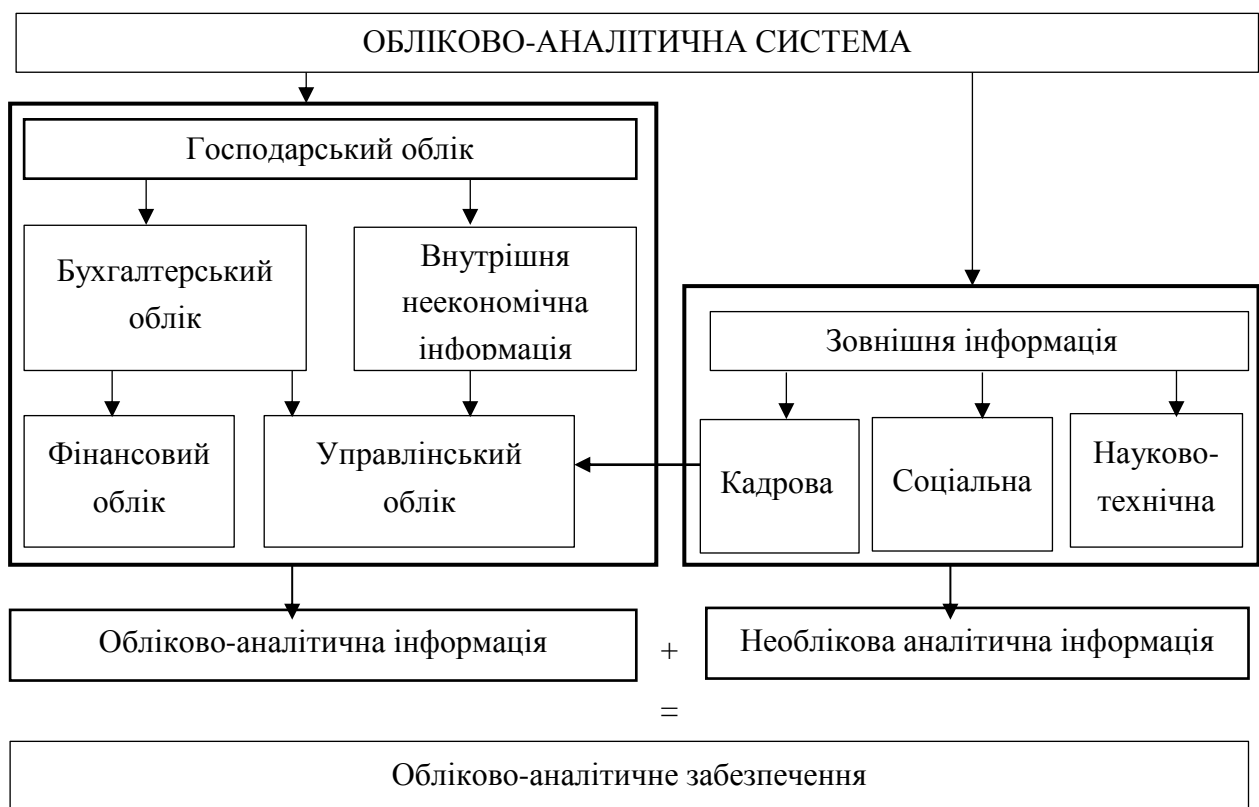 ОБЛІКОВО-АНАЛІТИЧНА СИСТЕМА
Господарський облік
Бухгалтерський
облік
Внутрішня
неекономічна
інформація
Фінансовий
облік
Управлінський
облік
Зовнішня інформація
Кадрова
Соціальна
Науково-
технічна
Обліково-аналітична інформація
+
Необлікова аналітична інформація
=
Обліково-аналітичне забезпечення